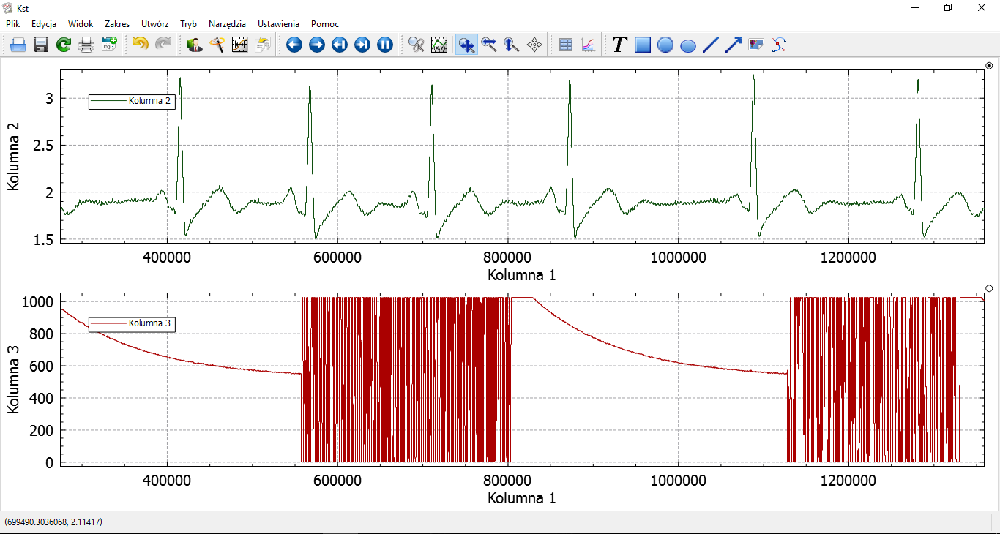 Kst
Plik Edycja Widok Zakres Utwórz Tryb Narzędzia Ustawienia Pomoc
log:
(X,Y)
T
Kolumna 2
3
2.5
2
1.5
Kolumna 2
400000 600000 800000 1000000 1200000
Kolumna 1
1000
800
600
400
200
0
Kolumna 3
Kolumna 3
400000 600000 800000 1000000 1200000
Kolumna 1
(699490.3036068, 2.11417)